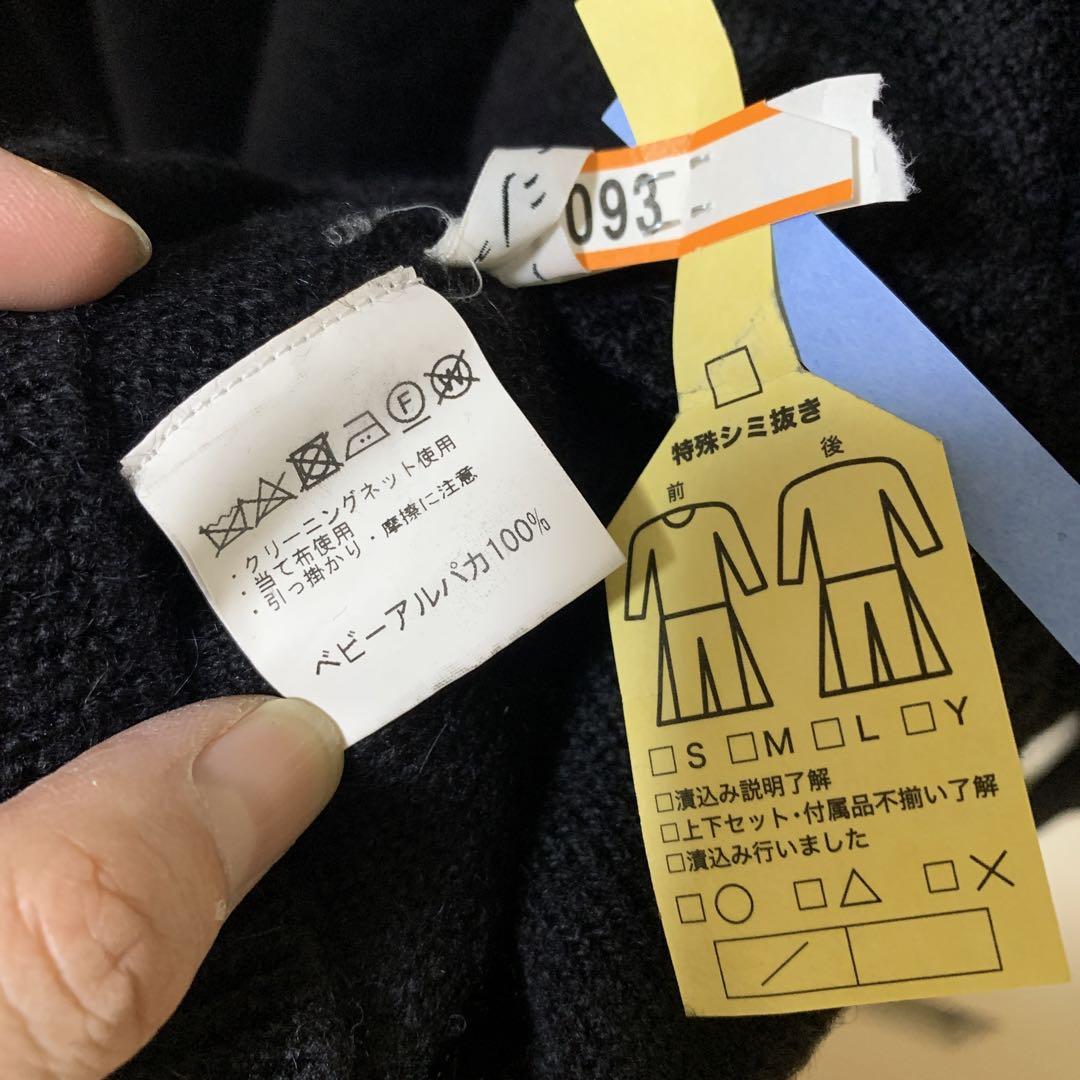 093
F
W
・クリーニングネット使用
・当て布使用
・引っ掛かり・摩擦に注意
ベビーアルパカ100%
特殊シミ抜き
前
後
□S □M □L □Y
□漬込み説明了解
□上下セット・付属品不揃い了解
□漬込み行いました
□○ □△ □×